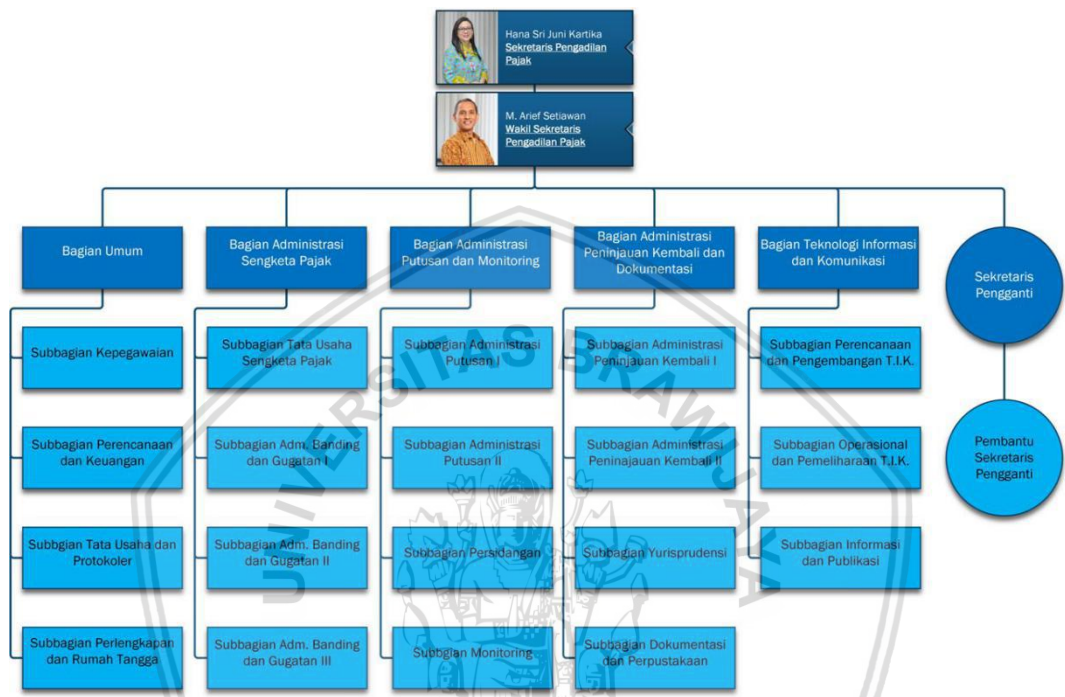 Hana Sri Juni Kartika
Sekretaris Pengadilan
Pajak
M. Arief Setiawan
Wakil Sekretaris
Pengadilan Pajak
Bagian Umum
Bagian Administrasi
Sengketa Pajak
Bagian Administrasi
Putusan dan Monitoring
Bagian Administrasi
Peninjauan Kembali dan
Dokumentasi
Bagian Teknologi Informasi
dan Komunikasi
Sekretaris
Pengganti
Subbagian Kepegawaian
Subbagian Tata Usaha
Sengketa Pajak
Subbagian Administrasi
Putusan I
Subbagian Administrasi
Peninjauan Kembali I
Subbagian Perencanaan
dan Pengembangan T.I.K.
Subbagian Perencanaan
dan Keuangan
Subbagian Adm. Banding
dan Gugatan I
Subbagian Administrasi
Putusan II
Subbagian Administrasi
Peninajauan Kembali II
Subbagian Operasional
dan Pemeliharaan T.I.K.
Pembantu
Sekretaris
Pengganti
Subbgian Tata Usaha dan
Protokoler
Subbagian Adm. Banding
dan Gugatan II
Subbagian Persidangan
Subbagian Yurisprudensi
Subbagian Informasi
dan Publikasi
Subbagian Perlengkapan
dan Rumah Tangga
Subbagian Adm. Banding
dan Gugatan III
Subbgian Monitoring
Subbagian Dokumentasi
dan Perpustakaan
UNIVERSITAS BRAWIJAYA